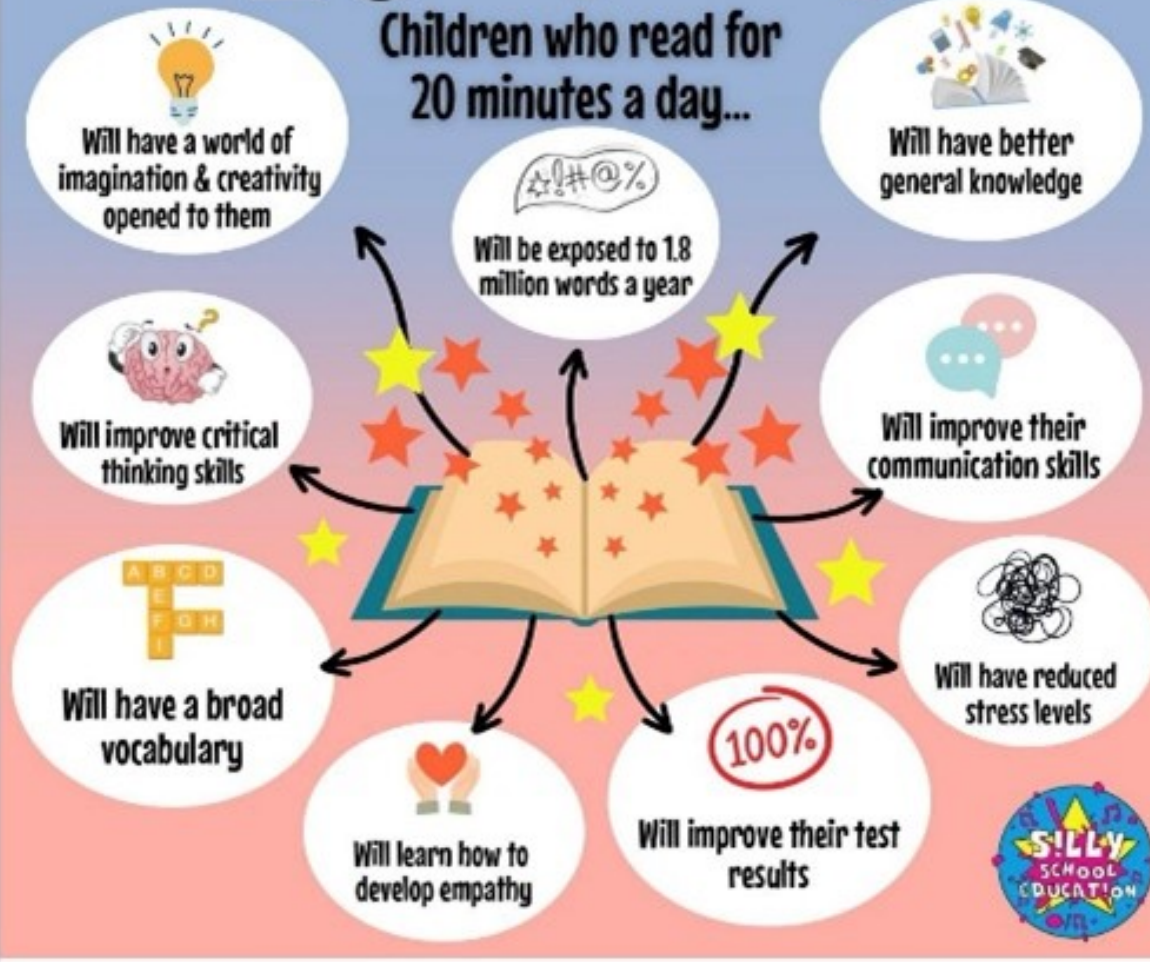 Children who read for
20 minutes a day...
Will have a world of
imagination & creativity
opened to them
☆!#@%
Will be exposed to 1.8
million words a year
Will have better
general knowledge
?
Will improve critical
thinking skills
Will improve their
communication skills
A B C D
E
F G H
I
Will have a broad
vocabulary
Will have reduced
stress levels
Will learn how to
develop empathy
100%
Will improve their test
results
S!LLY
SCHOOL
EDUCAT!ON